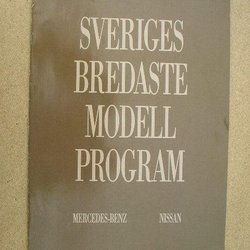 SVERIGES
BREDASTE
MODELL
PROGRAM
MERCEDES-BENZ NISSAN